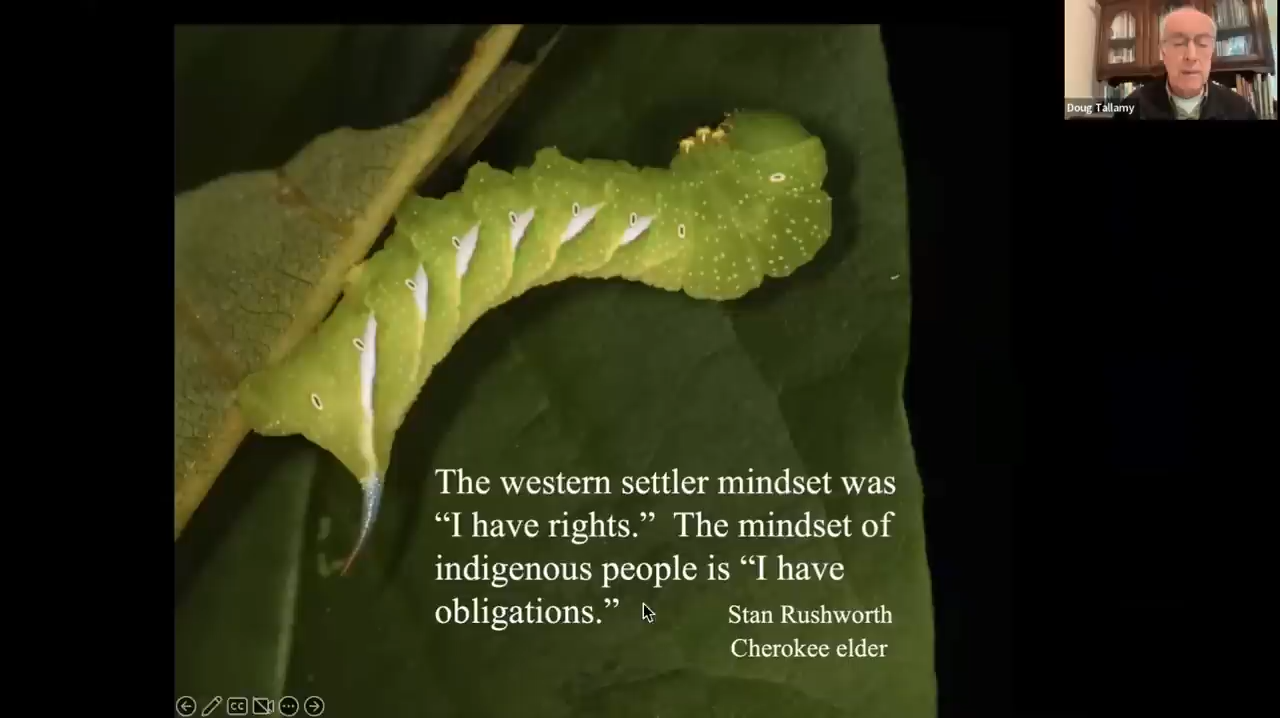 Doug Tallamy
The western settler mindset was
“I have rights.”  The mindset of
indigenous people is “I have
obligations.”
Stan Rushworth
Cherokee elder
CC